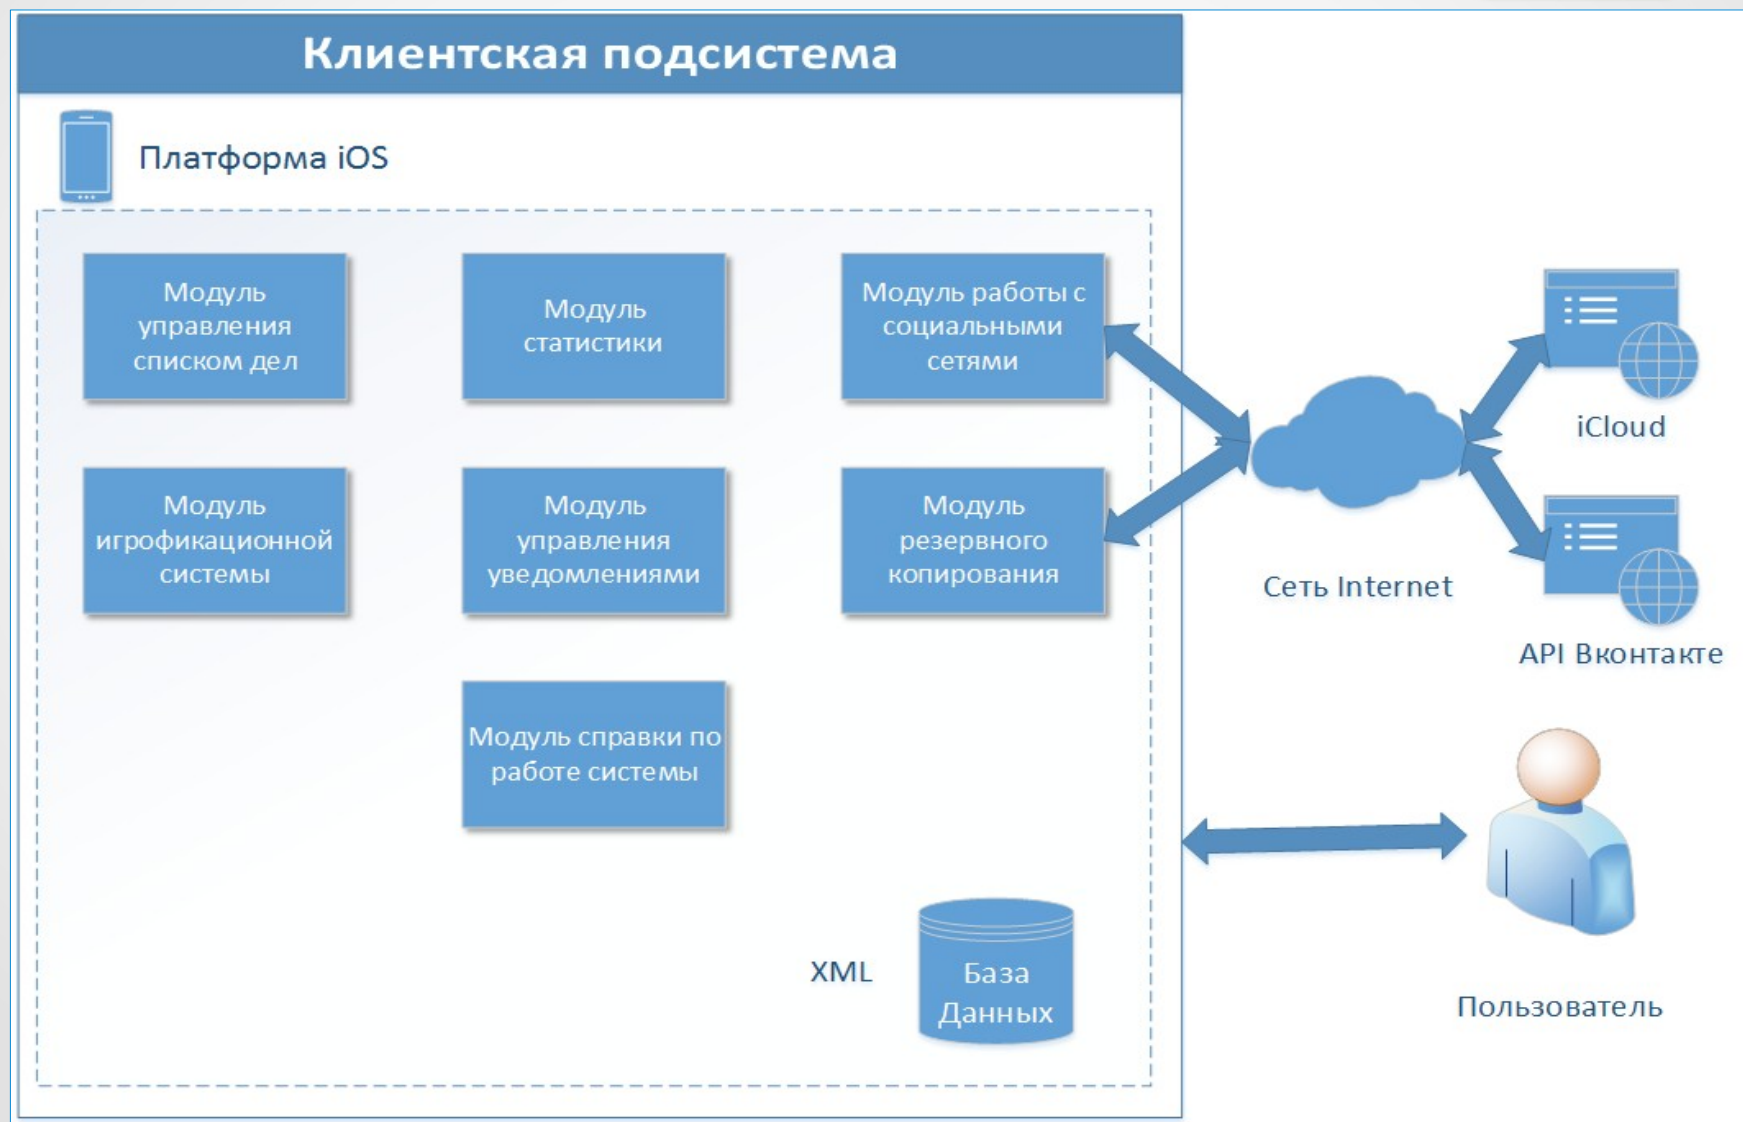 Клиентская подсистема
Платформа iOS
Модуль
управления
списком дел
Модуль
статистики
Модуль работы с
социальными
сетями
Модуль
игрофикационной
системы
Модуль
управления
уведомлениями
Модуль
резервного
копирования
Модуль справки по
работе системы
XML
База
Данных
Сеть Internet
iCloud
API Вконтакте
Пользователь